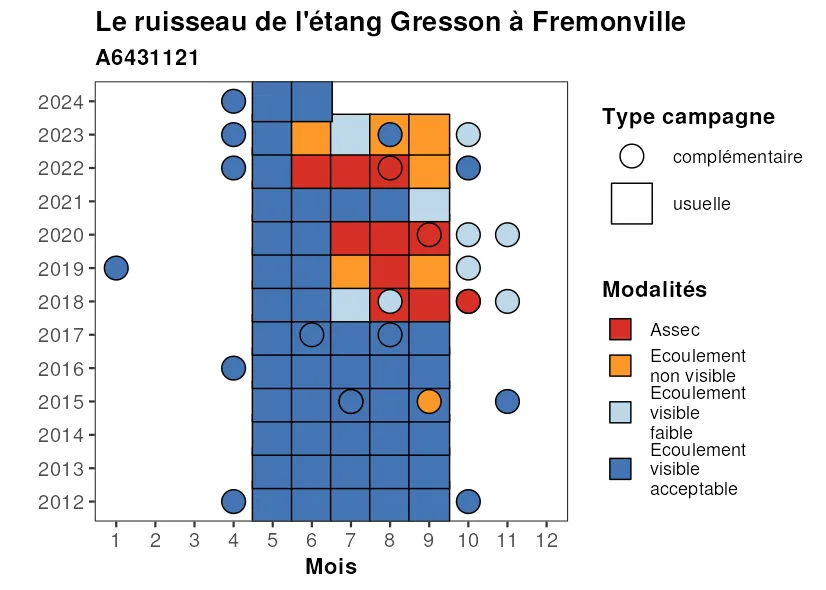 Le ruisseau de l'étang Gresson à Fremonville
A6431121
2024
2023
2022
2021
2020
2019
2018
2017
2016
2015
2014
2013
2012
1 2 3 4 5 6 7 8 9 10 11 12
Mois
Type campagne
complémentaire
usuelle
Modalités
Assec
Ecoulement
non visible
Ecoulement
visible
faible
Ecoulement
visible
acceptable